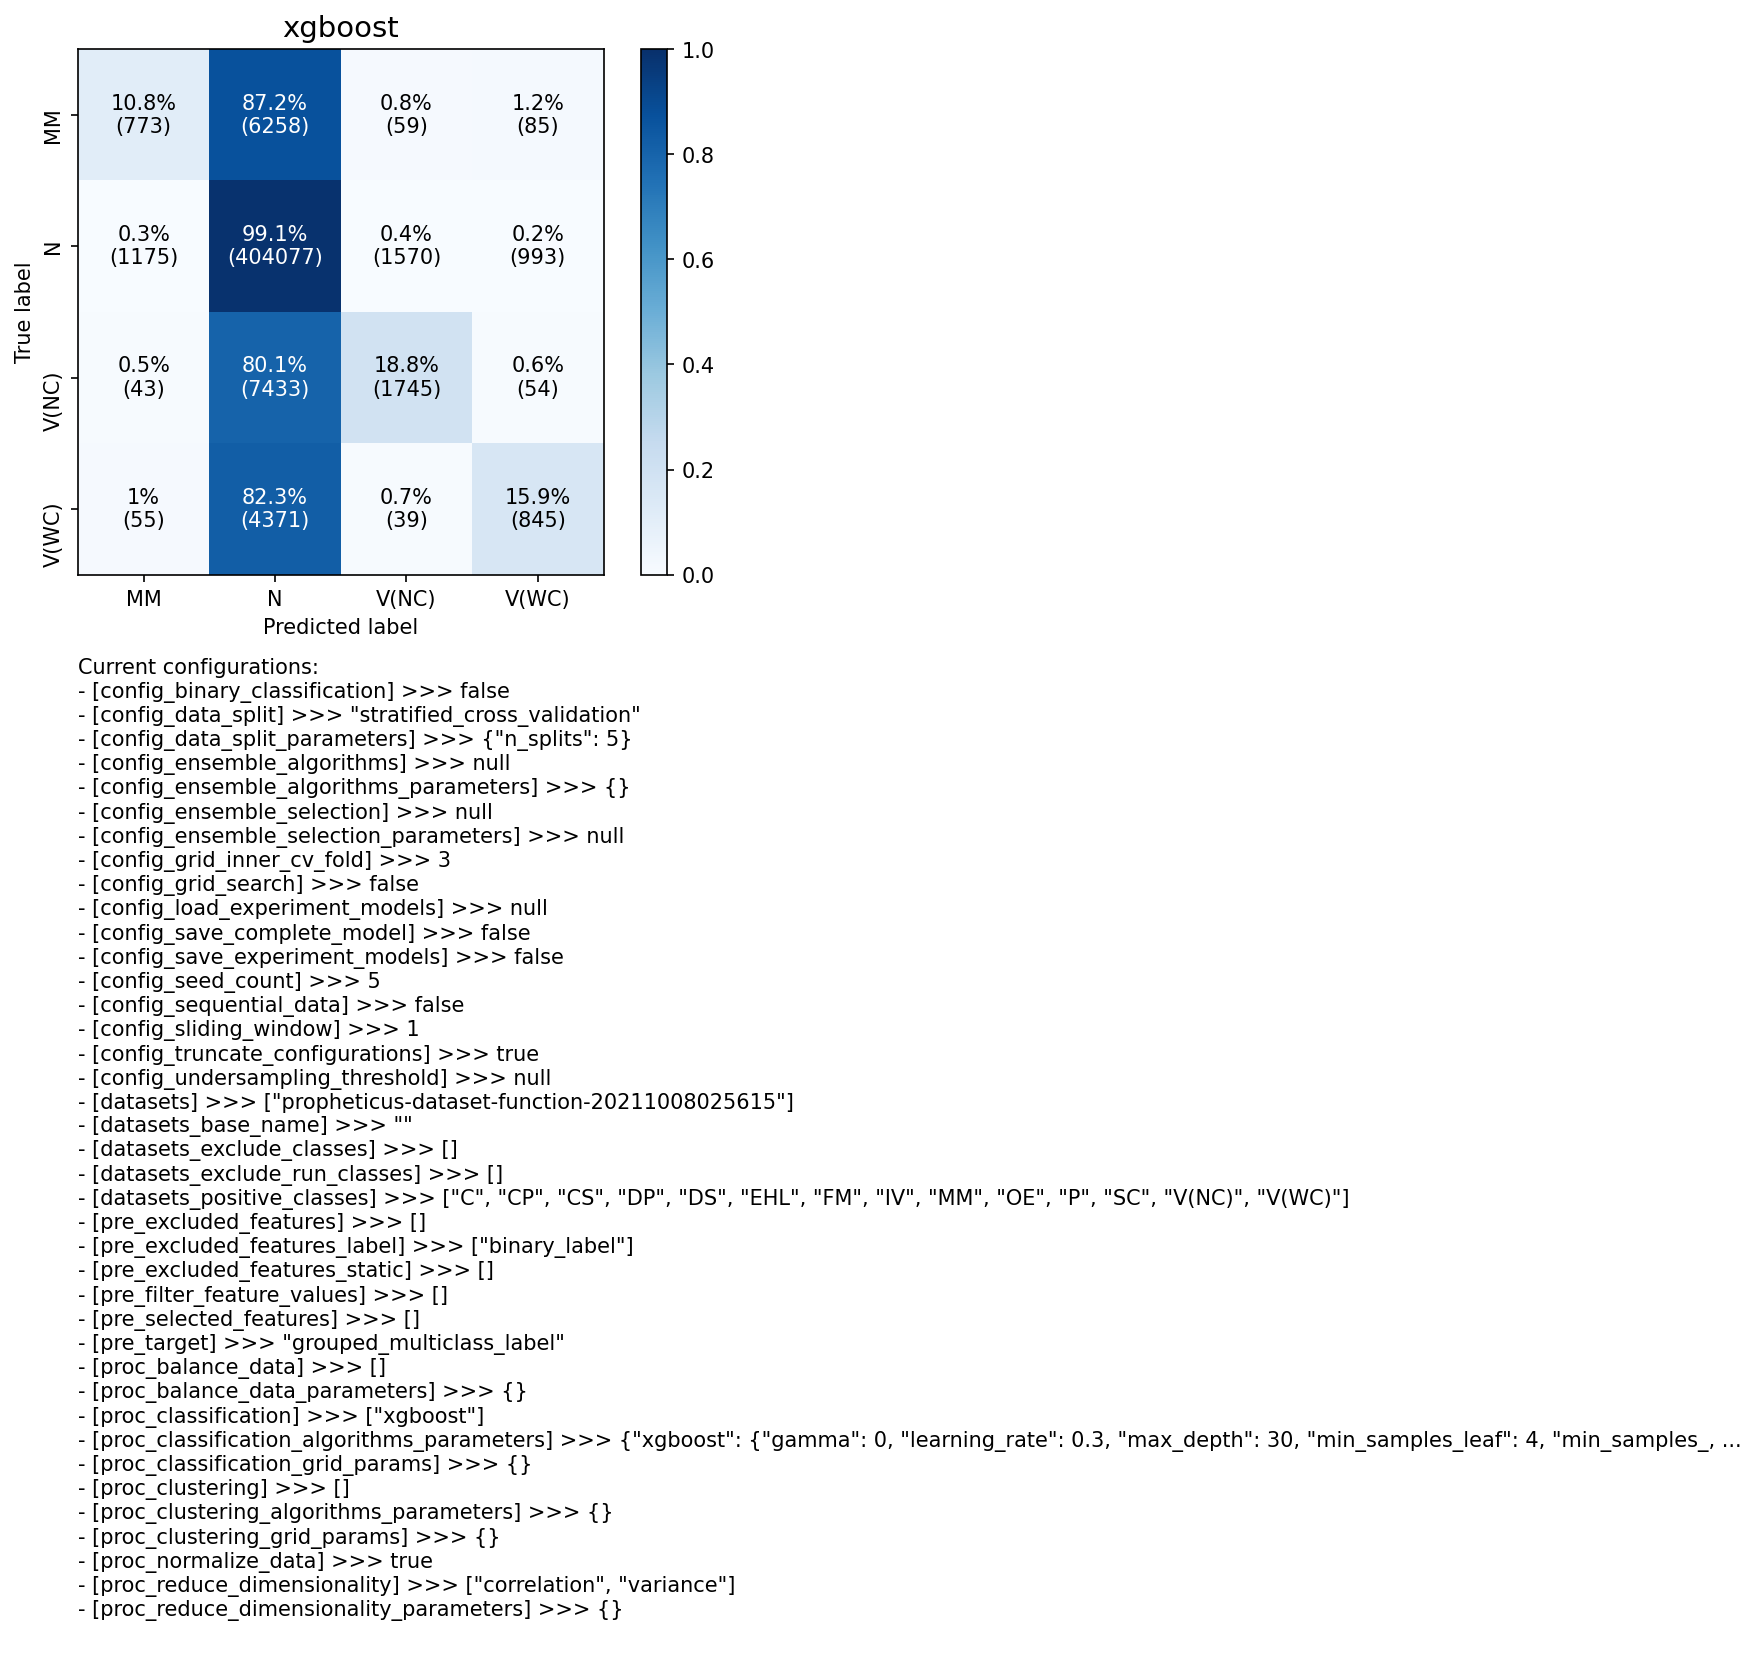 xgboost
10.8% 87.2% 0.8% 1.2%
(773) (6258) (59) (85)
0.3% 99.1% 0.4% 0.2%
(1175) (404077) (1570) (993)
0.5% 80.1% 18.8% 0.6%
(43) (7433) (1745) (54)
1% 82.3% 0.7% 15.9%
(55) (4371) (39) (845)
True label
MM
N
V(NC)
V(WC)
MM N V(NC) V(WC)
Predicted label
1.0
0.8
0.6
0.4
0.2
0.0
Current configurations:
- [config_binary_classification] >>> false
- [config_data_split] >>> "stratified_cross_validation"
- [config_data_split_parameters] >>> {"n_splits": 5}
- [config_ensemble_algorithms] >>> null
- [config_ensemble_algorithms_parameters] >>> {}
- [config_ensemble_selection] >>> null
- [config_ensemble_selection_parameters] >>> null
- [config_grid_inner_cv_fold] >>> 3
- [config_grid_search] >>> false
- [config_load_experiment_models] >>> null
- [config_save_complete_model] >>> false
- [config_save_experiment_models] >>> false
- [config_seed_count] >>> 5
- [config_sequential_data] >>> false
- [config_sliding_window] >>> 1
- [config_truncate_configurations] >>> true
- [config_undersampling_threshold] >>> null
- [datasets] >>> ["propheticus-dataset-function-20211008025615"]
- [datasets_base_name] >>> ""
- [datasets_exclude_classes] >>> []
- [datasets_exclude_run_classes] >>> []
- [datasets_positive_classes] >>> ["C", "CP", "CS", "DP", "DS", "EHL", "FM", "IV", "MM", "OE", "P", "SC", "V(NC)", "V(WC)"]
- [pre_excluded_features] >>> []
- [pre_excluded_features_label] >>> ["binary_label"]
- [pre_excluded_features_static] >>> []
- [pre_filter_feature_values] >>> []
- [pre_selected_features] >>> []
- [pre_target] >>> "grouped_multiclass_label"
- [proc_balance_data] >>> []
- [proc_balance_data_parameters] >>> {}
- [proc_classification] >>> ["xgboost"]
- [proc_classification_algorithms_parameters] >>> {"xgboost": {"gamma": 0, "learning_rate": 0.3, "max_depth": 30, "min_samples_leaf": 4, "min_samples_, ...
- [proc_classification_grid_params] >>> {}
- [proc_clustering] >>> []
- [proc_clustering_algorithms_parameters] >>> {}
- [proc_clustering_grid_params] >>> {}
- [proc_normalize_data] >>> true
- [proc_reduce_dimensionality] >>> ["correlation", "variance"]
- [proc_reduce_dimensionality_parameters] >>> {}